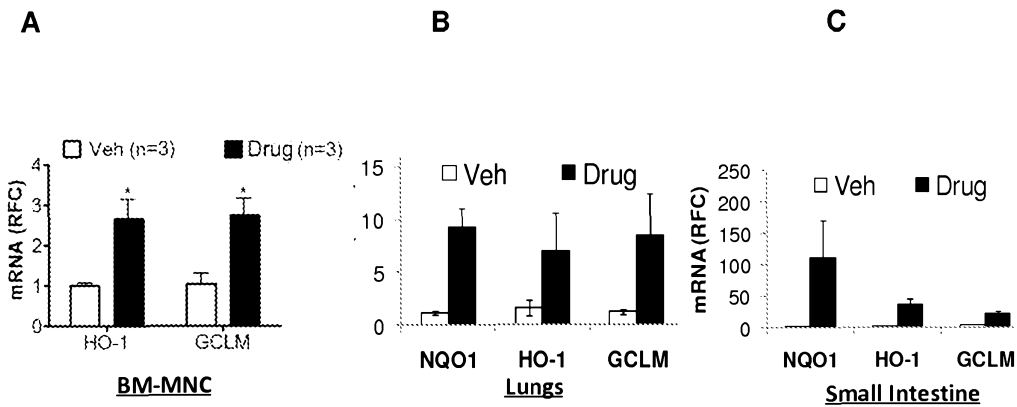 A
B
C
Veh (n=3) Drug (n=3)
mRNA (RFC)
4
3
2
1
0
* *
HO-1 GCLM
BM-MNC
Veh Drug
15
10
5
0
NQO1 HO-1 GCLM
Lungs
Veh Drug
mRNA (RFC)
250
200
150
100
50
0
NQO1 HO-1 GCLM
Small Intestine